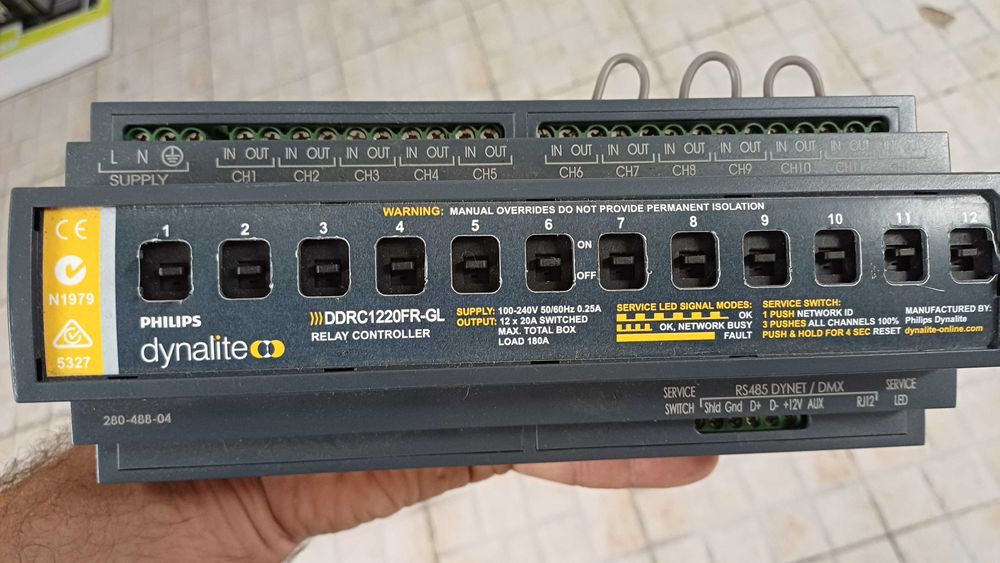 L N
SUPPLY
IN OUT IN OUT IN OUT IN OUT IN OUT IN OUT IN OUT IN OUT IN OUT IN OUT
CH1 CH2 CH3 CH4 CH5 CH6 CH7 CH8 CH9 CH10
WARNING: MANUAL OVERRIDES DO NOT PROVIDE PERMANENT ISOLATION
1 2 3 4 5 6 7 8 9 10 11 12
ON
OFF
CE
N1979
5327
PHILIPS
dynalite
)))DDRC1220FR-GL
RELAY CONTROLLER
SUPPLY: 100-240V 50/60Hz 0.25A
OUTPUT: 12 x 20A SWITCHED
MAX. TOTAL BOX
LOAD 180A
SERVICE LED SIGNAL MODES:
OK
OK, NETWORK BUSY
FAULT
SERVICE SWITCH:
1 PUSH NETWORK ID
3 PUSHES ALL CHANNELS 100%
PUSH & HOLD FOR 4 SEC RESET
MANUFACTURED BY:
Philips Dynalite
dynalite-online.com
280-488-04
SERVICE
SWITCH
RS485 DYNET / DMX
Shld Gnd D+ D- +12V AUX RJ12
SERVICE
LED